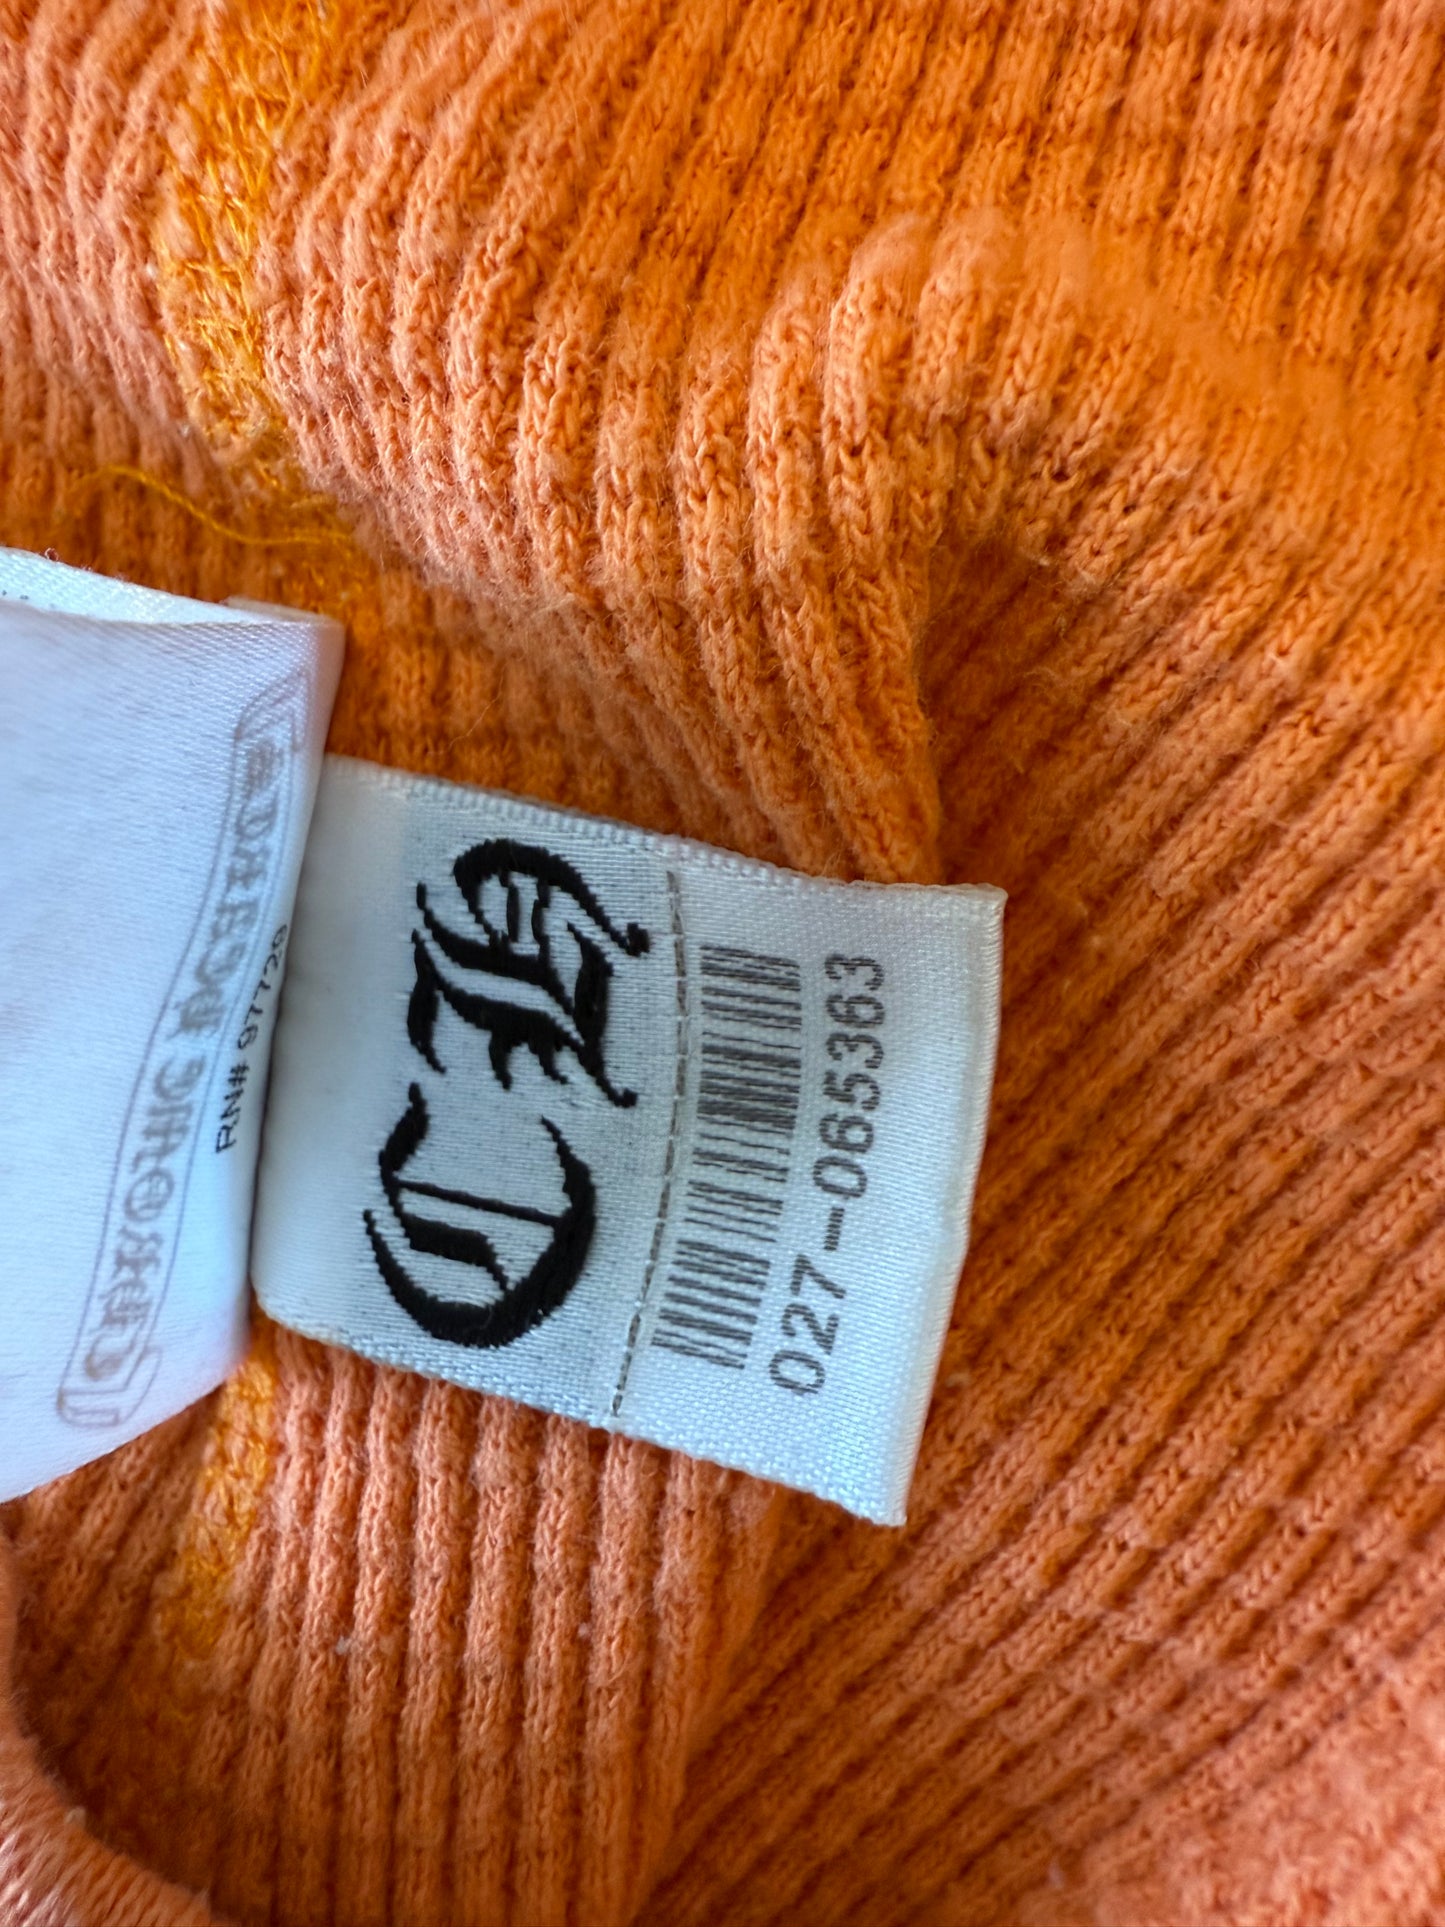 CH
027-065363
RN# 97729
CHROME HEARTS